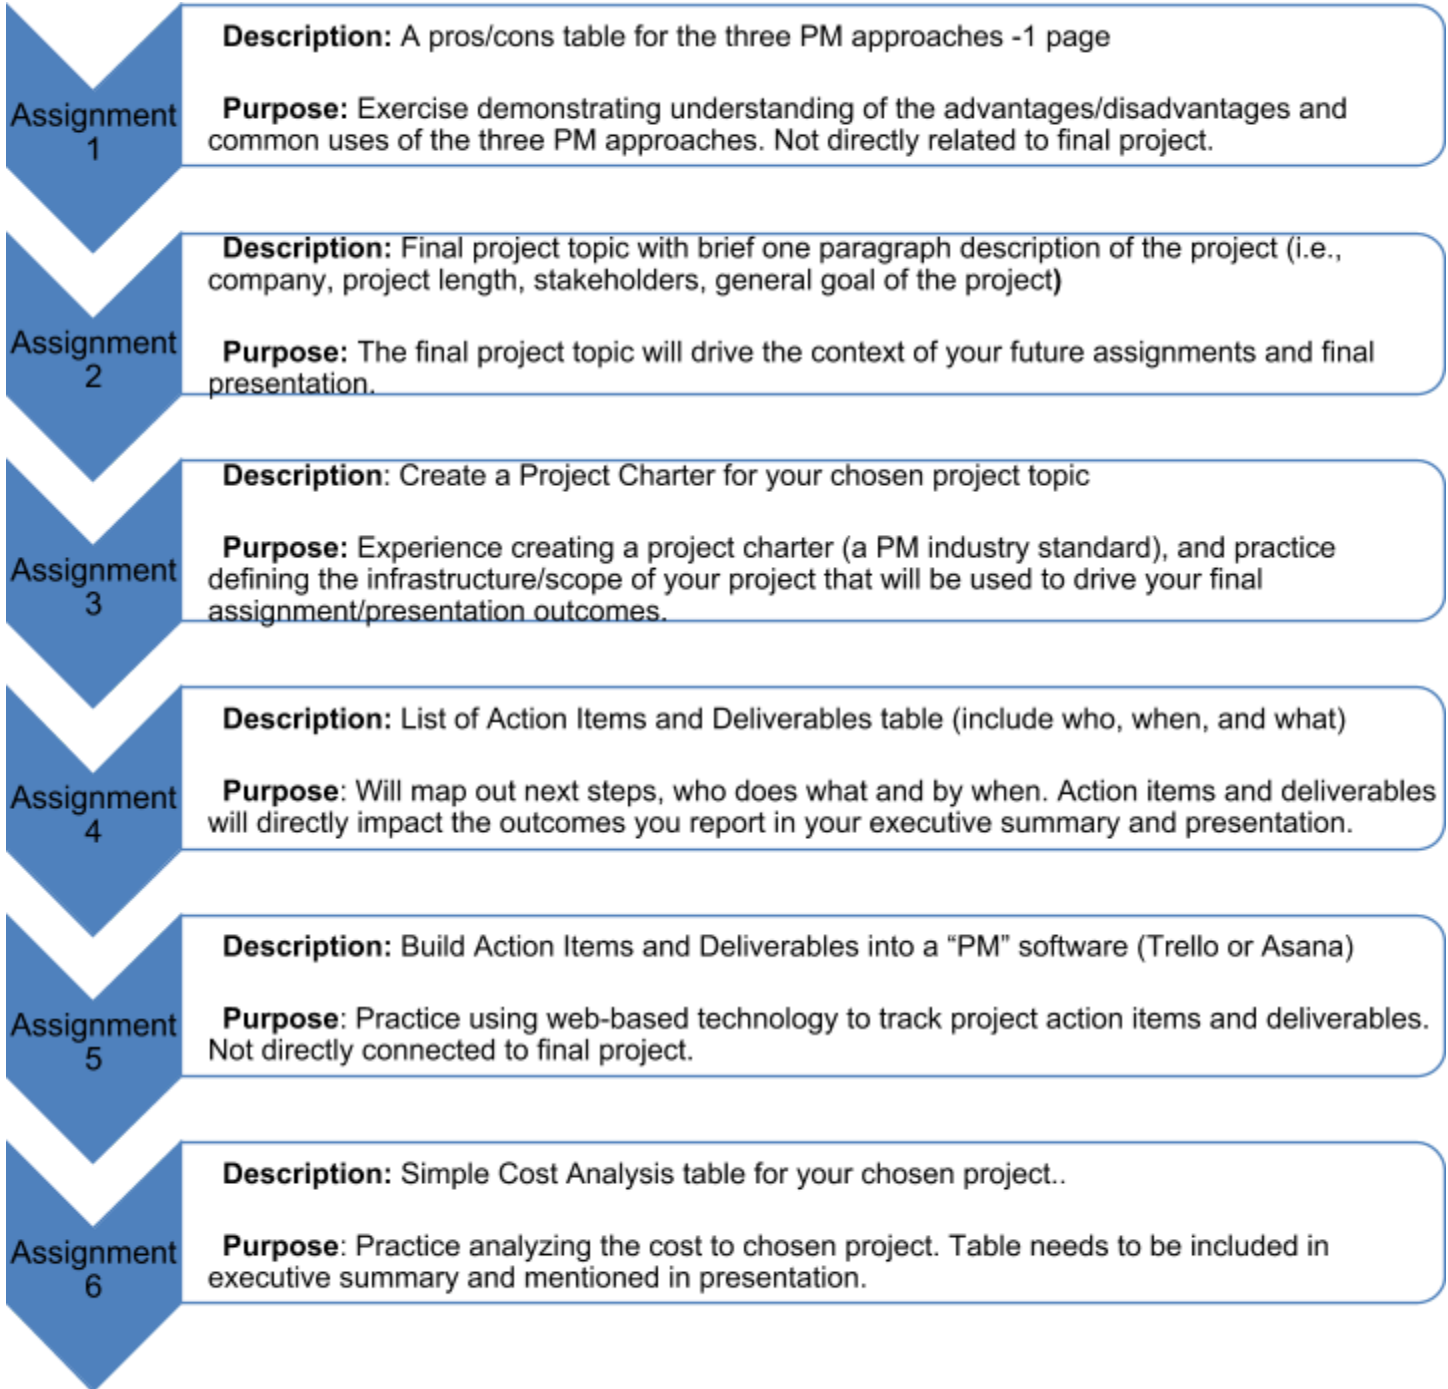 Description: A pros/cons table for the three PM approaches -1 page
Assignment
1
Purpose: Exercise demonstrating understanding of the advantages/disadvantages and
common uses of the three PM approaches. Not directly related to final project.
Description: Final project topic with brief one paragraph description of the project (i.e.,
company, project length, stakeholders, general goal of the project)
Assignment
2
Purpose: The final project topic will drive the context of your future assignments and final
presentation.
Description: Create a Project Charter for your chosen project topic
Assignment
3
Purpose: Experience creating a project charter (a PM industry standard), and practice
defining the infrastructure/scope of your project that will be used to drive your final
assignment/presentation outcomes.
Description: List of Action Items and Deliverables table (include who, when, and what)
Assignment
4
Purpose: Will map out next steps, who does what and by when. Action items and deliverables
will directly impact the outcomes you report in your executive summary and presentation.
Description: Build Action Items and Deliverables into a “PM” software (Trello or Asana)
Assignment
5
Purpose: Practice using web-based technology to track project action items and deliverables.
Not directly connected to final project.
Description: Simple Cost Analysis table for your chosen project..
Assignment
6
Purpose: Practice analyzing the cost to chosen project. Table needs to be included in
executive summary and mentioned in presentation.